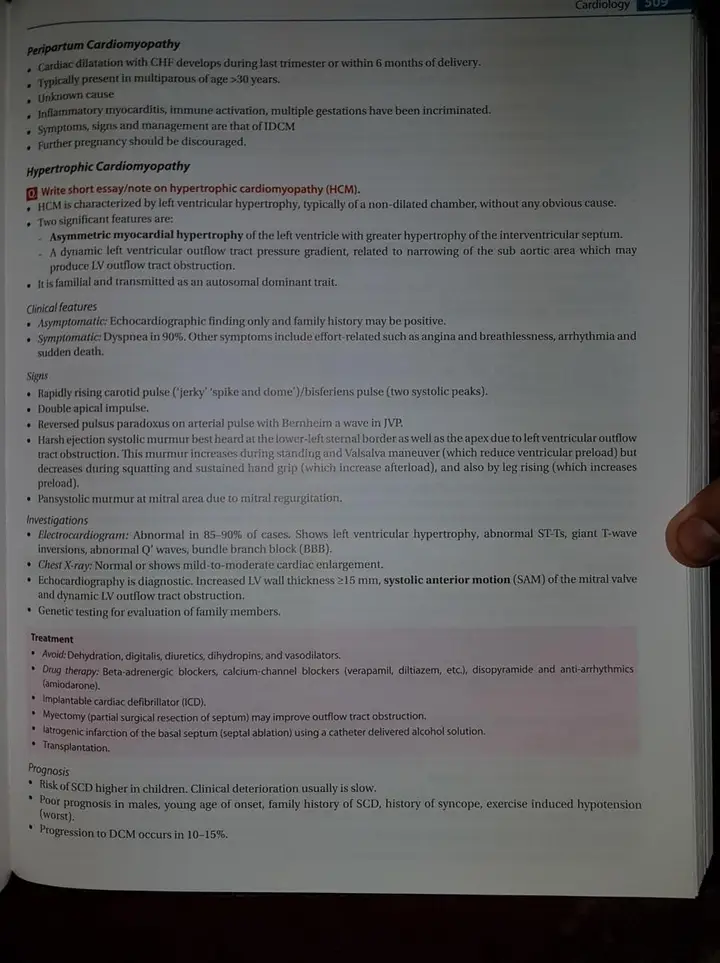 Cardiology 509
Peripartum Cardiomyopathy
• Cardiac dilatation with CHF develops during last trimester or within 6 months of delivery.
• Typically present in multiparous of age >30 years.
• Unknown cause
• Inflammatory myocarditis, immune activation, multiple gestations have been incriminated.
• Symptoms, signs and management are that of IDCM
• Further pregnancy should be discouraged.
Hypertrophic Cardiomyopathy
Q. Write short essay/note on hypertrophic cardiomyopathy (HCM).
• HCM is characterized by left ventricular hypertrophy, typically of a non-dilated chamber, without any obvious cause.
• Two significant features are:
- Asymmetric myocardial hypertrophy of the left ventricle with greater hypertrophy of the interventricular septum.
- A dynamic left ventricular outflow tract pressure gradient, related to narrowing of the sub aortic area which may
produce LV outflow tract obstruction.
• It is familial and transmitted as an autosomal dominant trait.
Clinical features
• Asymptomatic: Echocardiographic finding only and family history may be positive.
• Symptomatic: Dyspnea in 90%. Other symptoms include effort-related such as angina and breathlessness, arrhythmia and
sudden death.
Signs
• Rapidly rising carotid pulse ('jerky' 'spike and dome')/bisferiens pulse (two systolic peaks).
• Double apical impulse.
• Reversed pulsus paradoxus on arterial pulse with Bernheim a wave in JVP.
• Harsh ejection systolic murmur best heard at the lower-left sternal border as well as the apex due to left ventricular outflow
tract obstruction. This murmur increases during standing and Valsalva maneuver (which reduce ventricular preload) but
decreases during squatting and sustained hand grip (which increase afterload), and also by leg rising (which increases
preload).
• Pansystolic murmur at mitral area due to mitral regurgitation.
Investigations
• Electrocardiogram: Abnormal in 85–90% of cases. Shows left ventricular hypertrophy, abnormal ST-Ts, giant T-wave
inversions, abnormal Q' waves, bundle branch block (BBB).
• Chest X-ray: Normal or shows mild-to-moderate cardiac enlargement.
• Echocardiography is diagnostic. Increased LV wall thickness ≥15 mm, systolic anterior motion (SAM) of the mitral valve
and dynamic LV outflow tract obstruction.
• Genetic testing for evaluation of family members.
Treatment
• Avoid: Dehydration, digitalis, diuretics, dihydropins, and vasodilators.
• Drug therapy: Beta-adrenergic blockers, calcium-channel blockers (verapamil, diltiazem, etc.), disopyramide and anti-arrhythmics
(amiodarone).
• Implantable cardiac defibrillator (ICD).
• Myectomy (partial surgical resection of septum) may improve outflow tract obstruction.
• Iatrogenic infarction of the basal septum (septal ablation) using a catheter delivered alcohol solution.
• Transplantation.
Prognosis
• Risk of SCD higher in children. Clinical deterioration usually is slow.
• Poor prognosis in males, young age of onset, family history of SCD, history of syncope, exercise induced hypotension
(worst).
• Progression to DCM occurs in 10–15%.